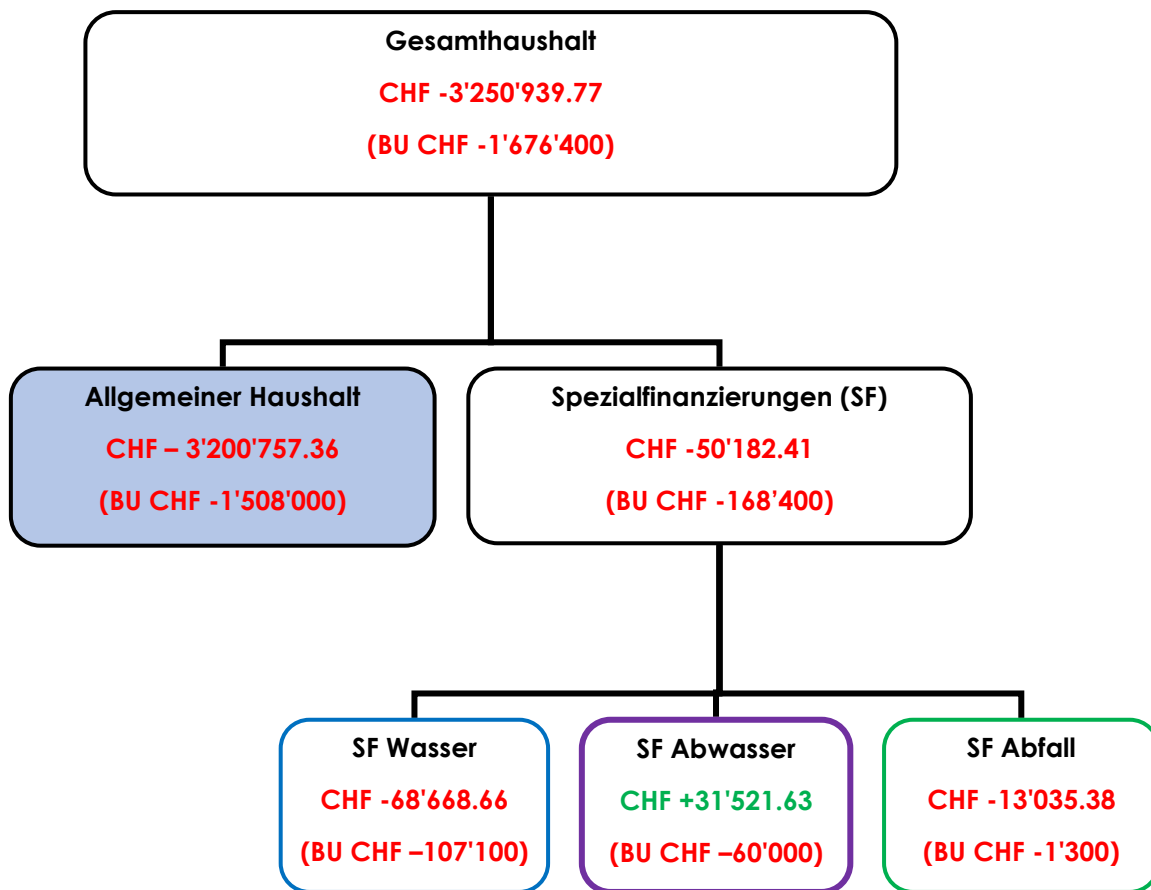 Gesamthaushalt
CHF -3'250'939.77
(BU CHF -1'676'400)
Allgemeiner Haushalt
CHF – 3'200'757.36
(BU CHF -1'508'000)
Spezialfinanzierungen (SF)
CHF -50'182.41
(BU CHF -168’400)
SF Wasser
CHF -68'668.66
(BU CHF –107'100)
SF Abwasser
CHF +31'521.63
(BU CHF –60'000)
SF Abfall
CHF -13'035.38
(BU CHF -1'300)